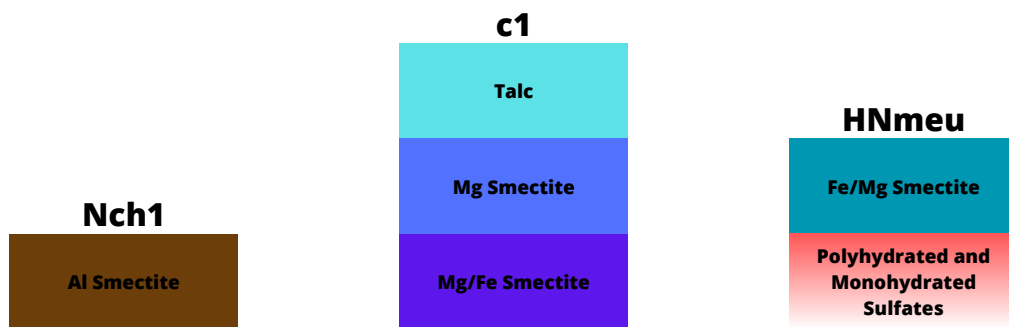 c1
Talc
HNmeu
Mg Smectite
Fe/Mg Smectite
Nch1
Al Smectite
Mg/Fe Smectite
Polyhydrated and
Monohydrated
Sulfates